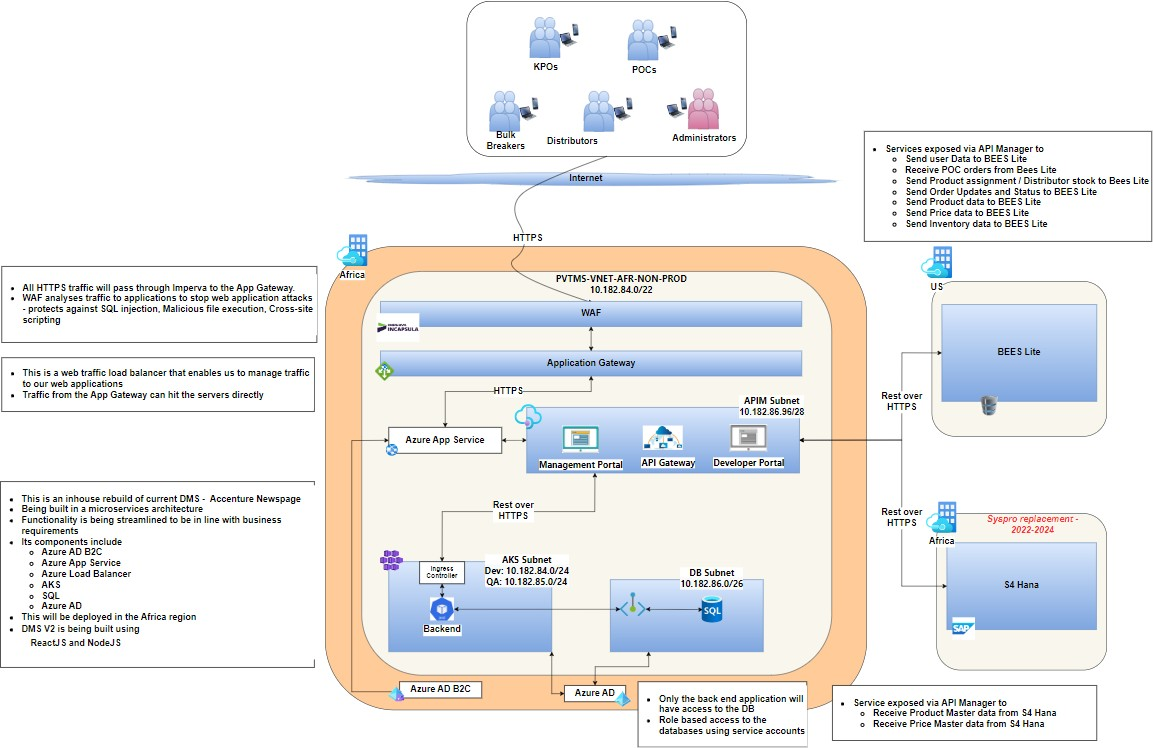 KPOs
POCs
Bulk
Breakers
Distributors
Administrators
Internet
HTTPS
Services exposed via API Manager to
Send user Data to BEES Lite
Receive POC orders from Bees Lite
Send Product assignment / Distributor stock to Bees Lite
Send Order Updates and Status to BEES Lite
Send Product data to BEES Lite
Send Price data to BEES Lite
Send Inventory data to BEES Lite
Africa
PVTMS-VNET-AFR-NON-PROD
10.182.84.0/22
All HTTPS traffic will pass through Imperva to the App Gateway.
WAF analyses traffic to applications to stop web application attacks
- protects against SQL injection, Malicious file execution, Cross-site
scripting
WAF
INCAPSULA
Application Gateway
This is a web traffic load balancer that enables us to manage traffic
to our web applications
Traffic from the App Gateway can hit the servers directly
HTTPS
APIM Subnet
10.182.86.96/28
Azure App Service
Management Portal
API Gateway
Developer Portal
US
BEES Lite
Rest over
HTTPS
Rest over
HTTPS
Africa
Syspro replacement -
2022-2024
S4 Hana
SAP
This is an inhouse rebuild of current DMS - Accenture Newspage
Being built in a microservices architecture
Functionality is being streamlined to be in line with business
requirements
Its components include
Azure AD B2C
Azure App Service
Azure Load Balancer
AKS
SQL
Azure AD
This will be deployed in the Africa region
DMS V2 is being built using
ReactJS and NodeJS
Rest over
HTTPS
AKS Subnet
Dev: 10.182.84.0/24
QA: 10.182.85.0/24
Ingress
Controller
Backend
DB Subnet
10.182.86.0/26
SQL
Azure AD B2C
Azure AD
Only the back end application will
have access to the DB
Role based access to the
databases using service accounts
Service exposed via API Manager to
Receive Product Master data from S4 Hana
Receive Price Master data from S4 Hana